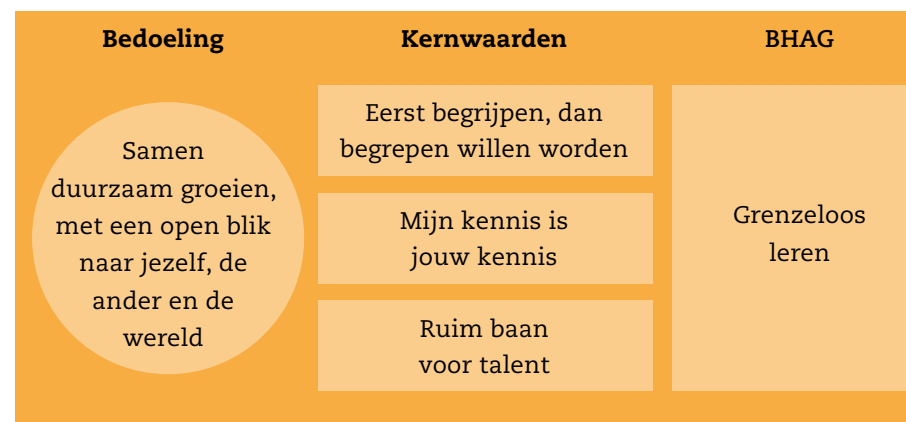 Bedoeling
Samen
duurzaam groeien,
met een open blik
naar jezelf, de
ander en de
wereld
Kernwaarden
Eerst begrijpen, dan
begrepen willen worden
Mijn kennis is
jouw kennis
Ruim baan
voor talent
BHAG
Grenzeloos
leren